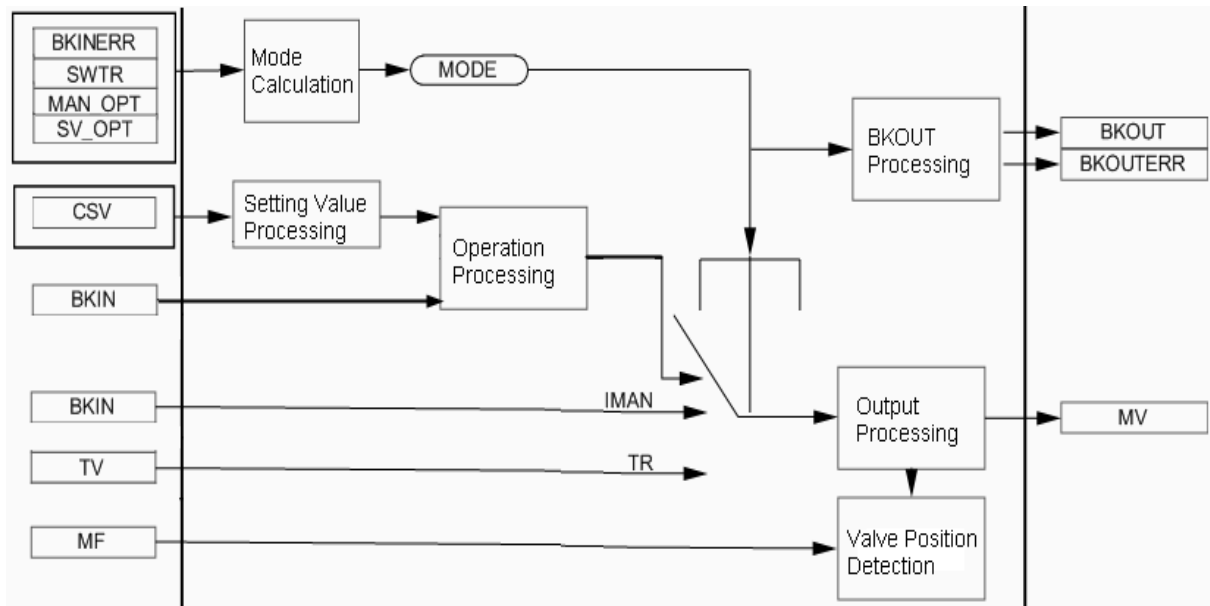 BKINERR
SWTR
MAN_OPT
SV_OPT
Mode
Calculation
MODE
BKOUT
Processing
BKOUT
BKOUTERR
CSV
Setting Value
Processing
Operation
Processing
BKIN
BKIN
IMAN
Output
Processing
MV
TV
TR
MF
Valve Position
Detection